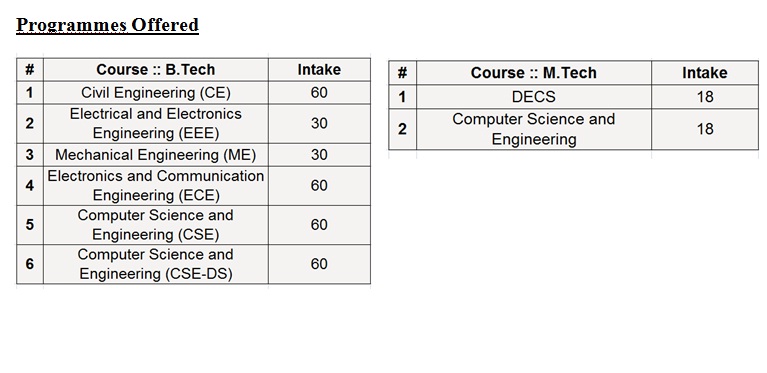 Programmes Offered
# Course :: B.Tech Intake
1 Civil Engineering (CE) 60
2 Electrical and Electronics
Engineering (EEE) 30
3 Mechanical Engineering (ME) 30
4 Electronics and Communication
Engineering (ECE) 60
5 Computer Science and
Engineering (CSE) 60
6 Computer Science and
Engineering (CSE-DS) 60
# Course :: M.Tech Intake
1 DECS 18
2 Computer Science and
Engineering 18